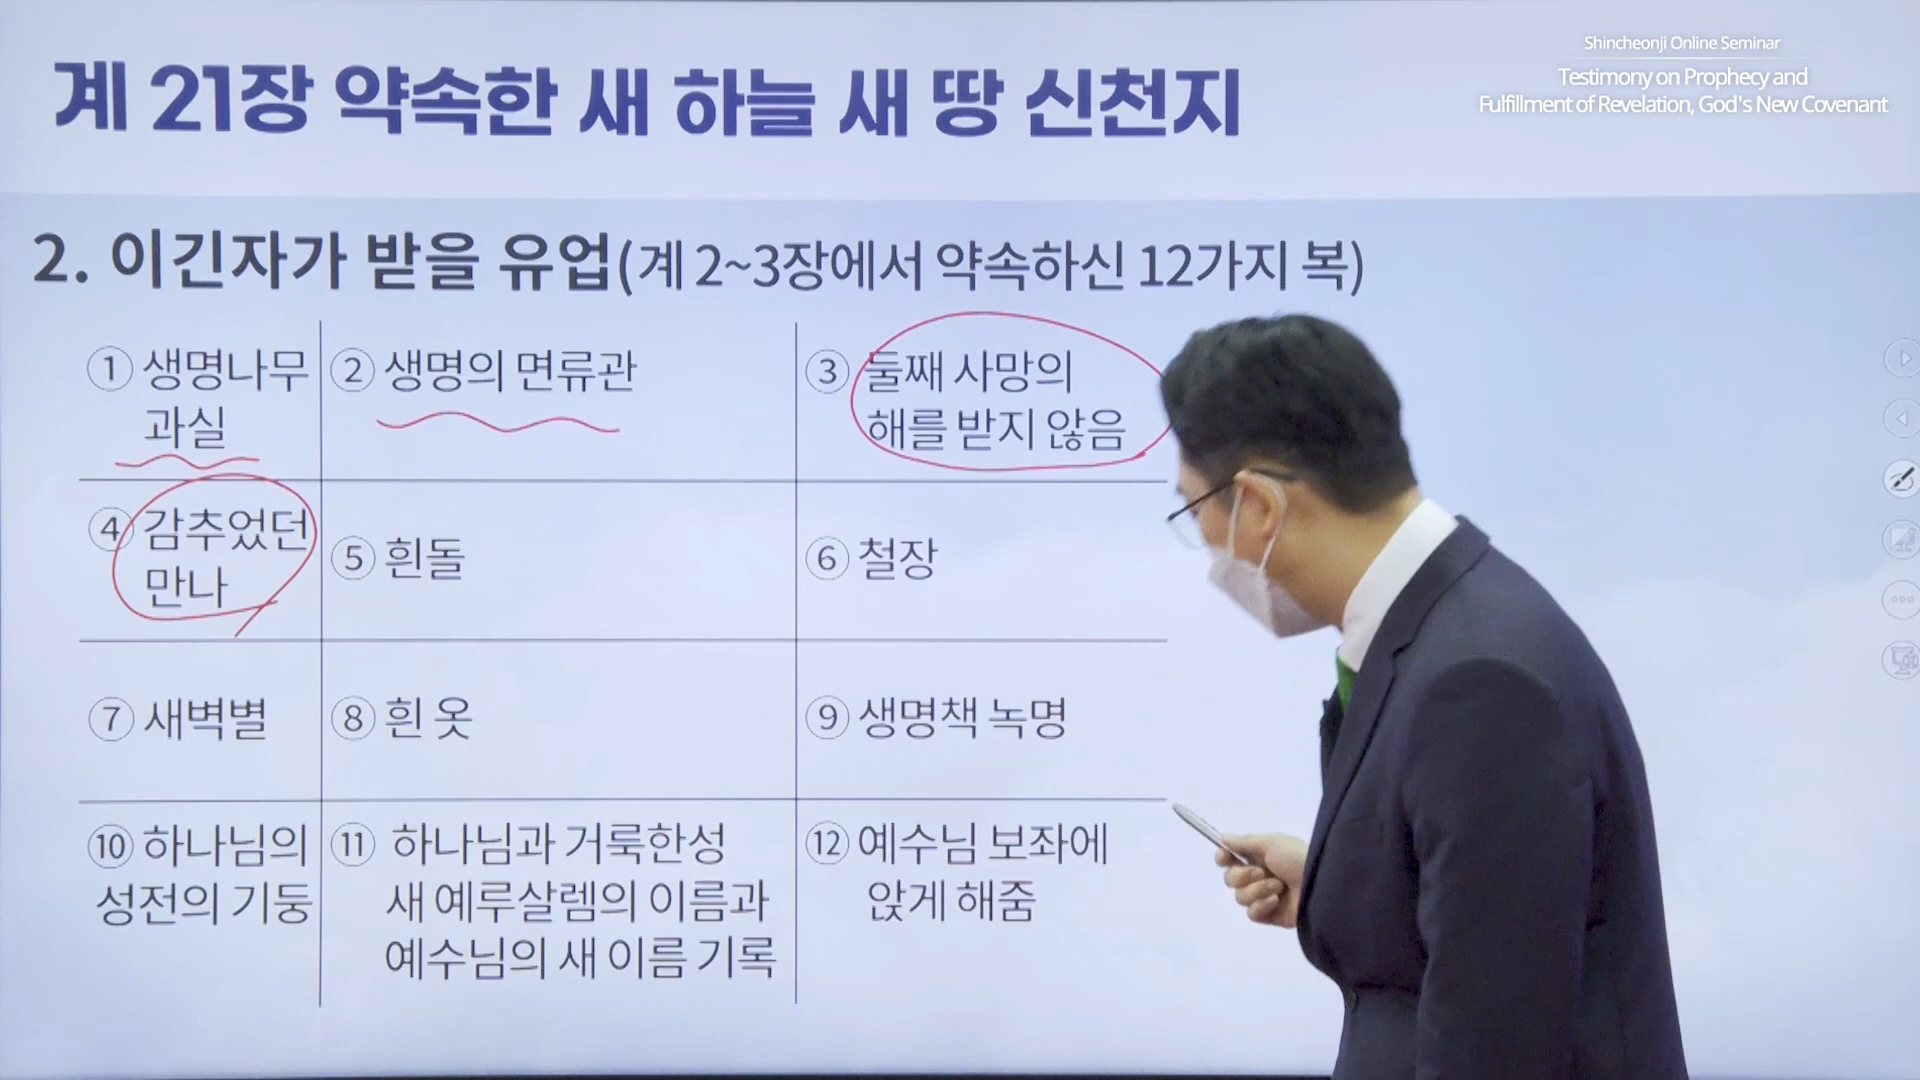 Shincheonji Online Seminar
Testimony on Prophecy and
Fulfillment of Revelation, God's New Covenant
계 21장 약속한 새 하늘 새 땅 신천지
2. 이긴자가 받을 유업(계 2~3장에서 약속하신 12가지 복)
① 생명나무
과실
② 생명의 면류관
③ 둘째 사망의
해를 받지 않음
④ 감추었던
만나
⑤ 흰돌
⑥ 철장
⑦ 새벽별
⑧ 흰 옷
⑨ 생명책 녹명
⑩ 하나님의
성전의 기둥
⑪ 하나님과 거룩한성
새 예루살렘의 이름과
예수님의 새 이름 기록
⑫ 예수님 보좌에
앉게 해줌